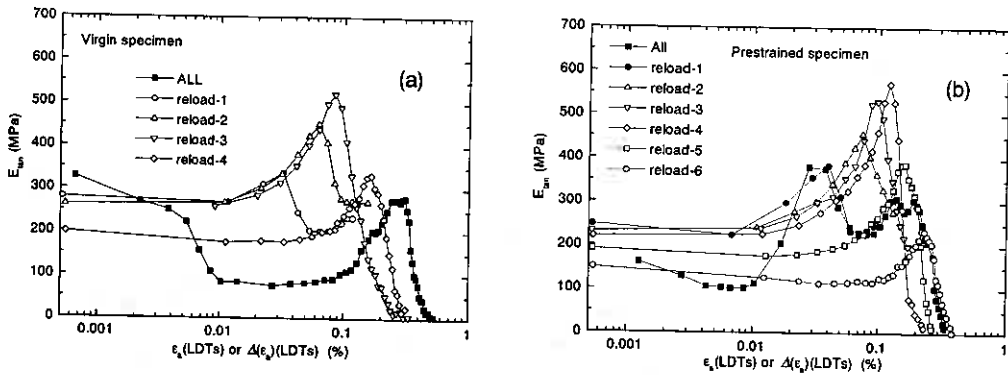 700
600
500
400
300
200
100
0
E_tan (MPa)
Virgin specimen
(a)
ALL
reload-1
reload-2
reload-3
reload-4
0.001
0.01
0.1
1
ε_a(LDTs) or Δ(ε_a)(LDTs) (%)
700
600
500
400
300
200
100
0
E_tan (MPa)
Prestrained specimen
(b)
All
reload-1
reload-2
reload-3
reload-4
reload-5
reload-6
0.001
0.01
0.1
1
ε_a(LDTs) or Δ(ε_a)(LDTs) (%)